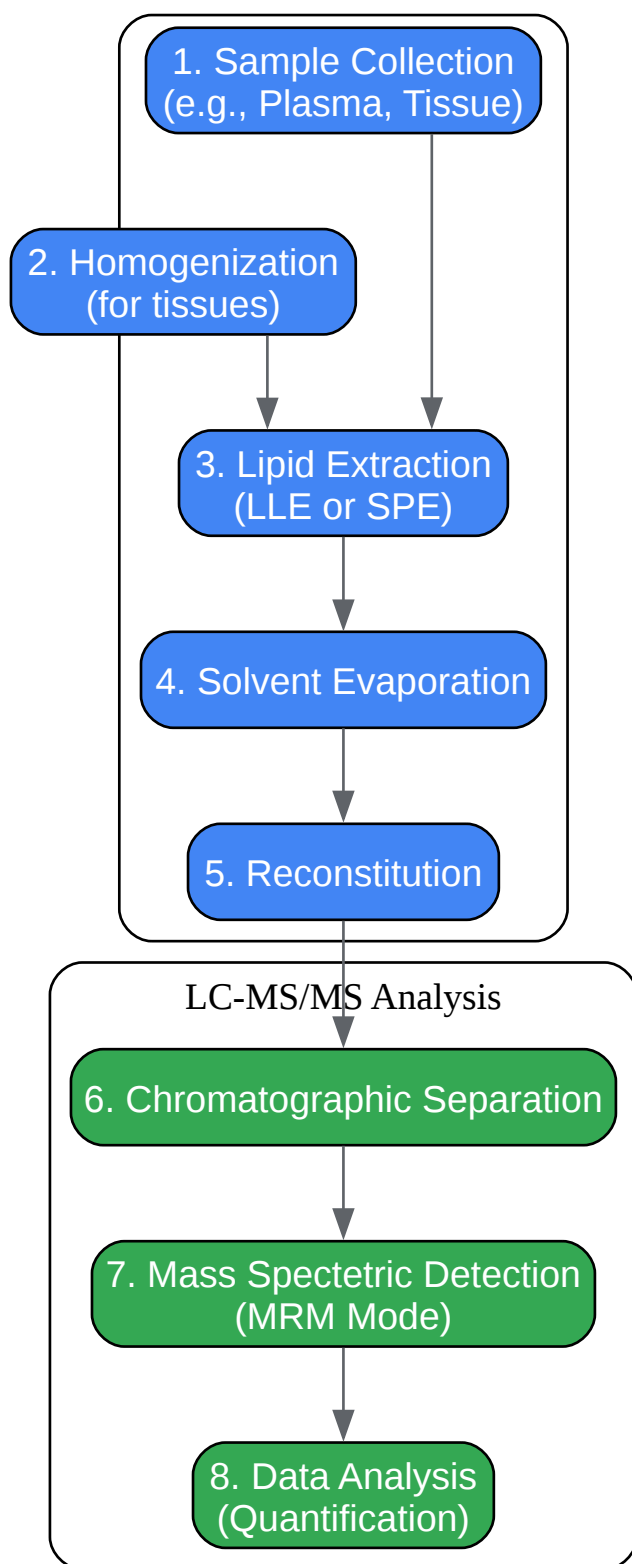 1. Sample Collection
(e.g., Plasma, Tissue)
2. Homogenization
(for tissues)
3. Lipid Extraction
(LLE or SPE)
4. Solvent Evaporation
5. Reconstitution
LC-MS/MS Analysis
6. Chromatographic Separation
7. Mass Spectetric Detection
(MRM Mode)
8. Data Analysis
(Quantification)